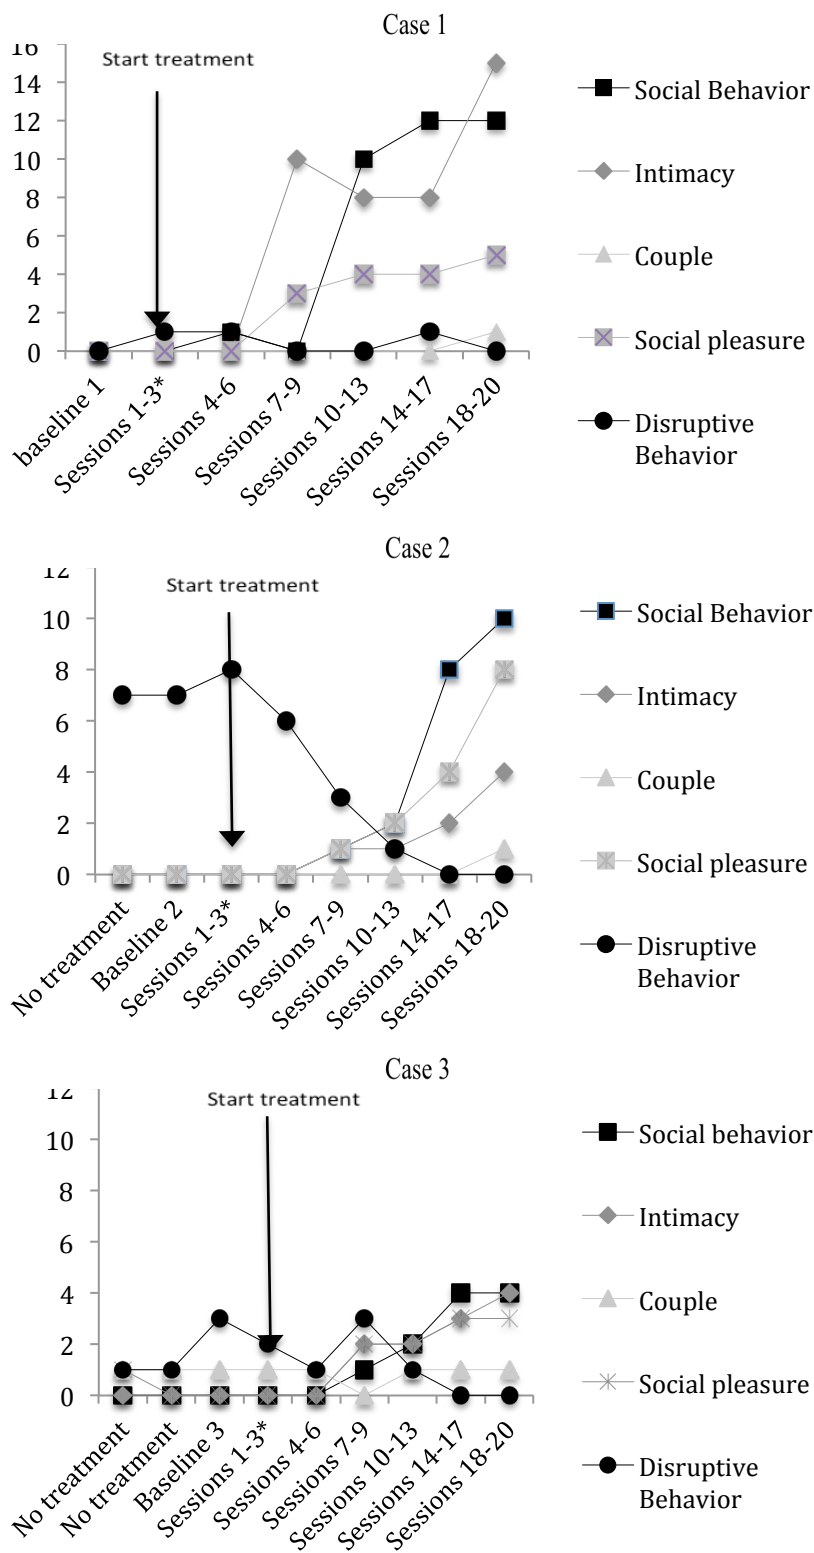 Case 1
16
Start treatment
14
12
10
8
6
4
2
0
baseline 1
Sessions 1-3*
Sessions 4-6
Sessions 7-9
Sessions 10-13
Sessions 14-17
Sessions 18-20
Social Behavior
Intimacy
Couple
Social pleasure
Disruptive
Behavior
Case 2
12
Start treatment
10
8
6
4
2
0
No treatment
Baseline 2
Sessions 1-3*
Sessions 4-6
Sessions 7-9
Sessions 10-13
Sessions 14-17
Sessions 18-20
Social Behavior
Intimacy
Couple
Social pleasure
Disruptive
Behavior
Case 3
12
Start treatment
10
8
6
4
2
0
No treatment
No treatment
Baseline 3
Sessions 1-3*
Sessions 4-6
Sessions 7-9
Sessions 10-13
Sessions 14-17
Sessions 18-20
Social behavior
Intimacy
Couple
Social pleasure
Disruptive
Behavior